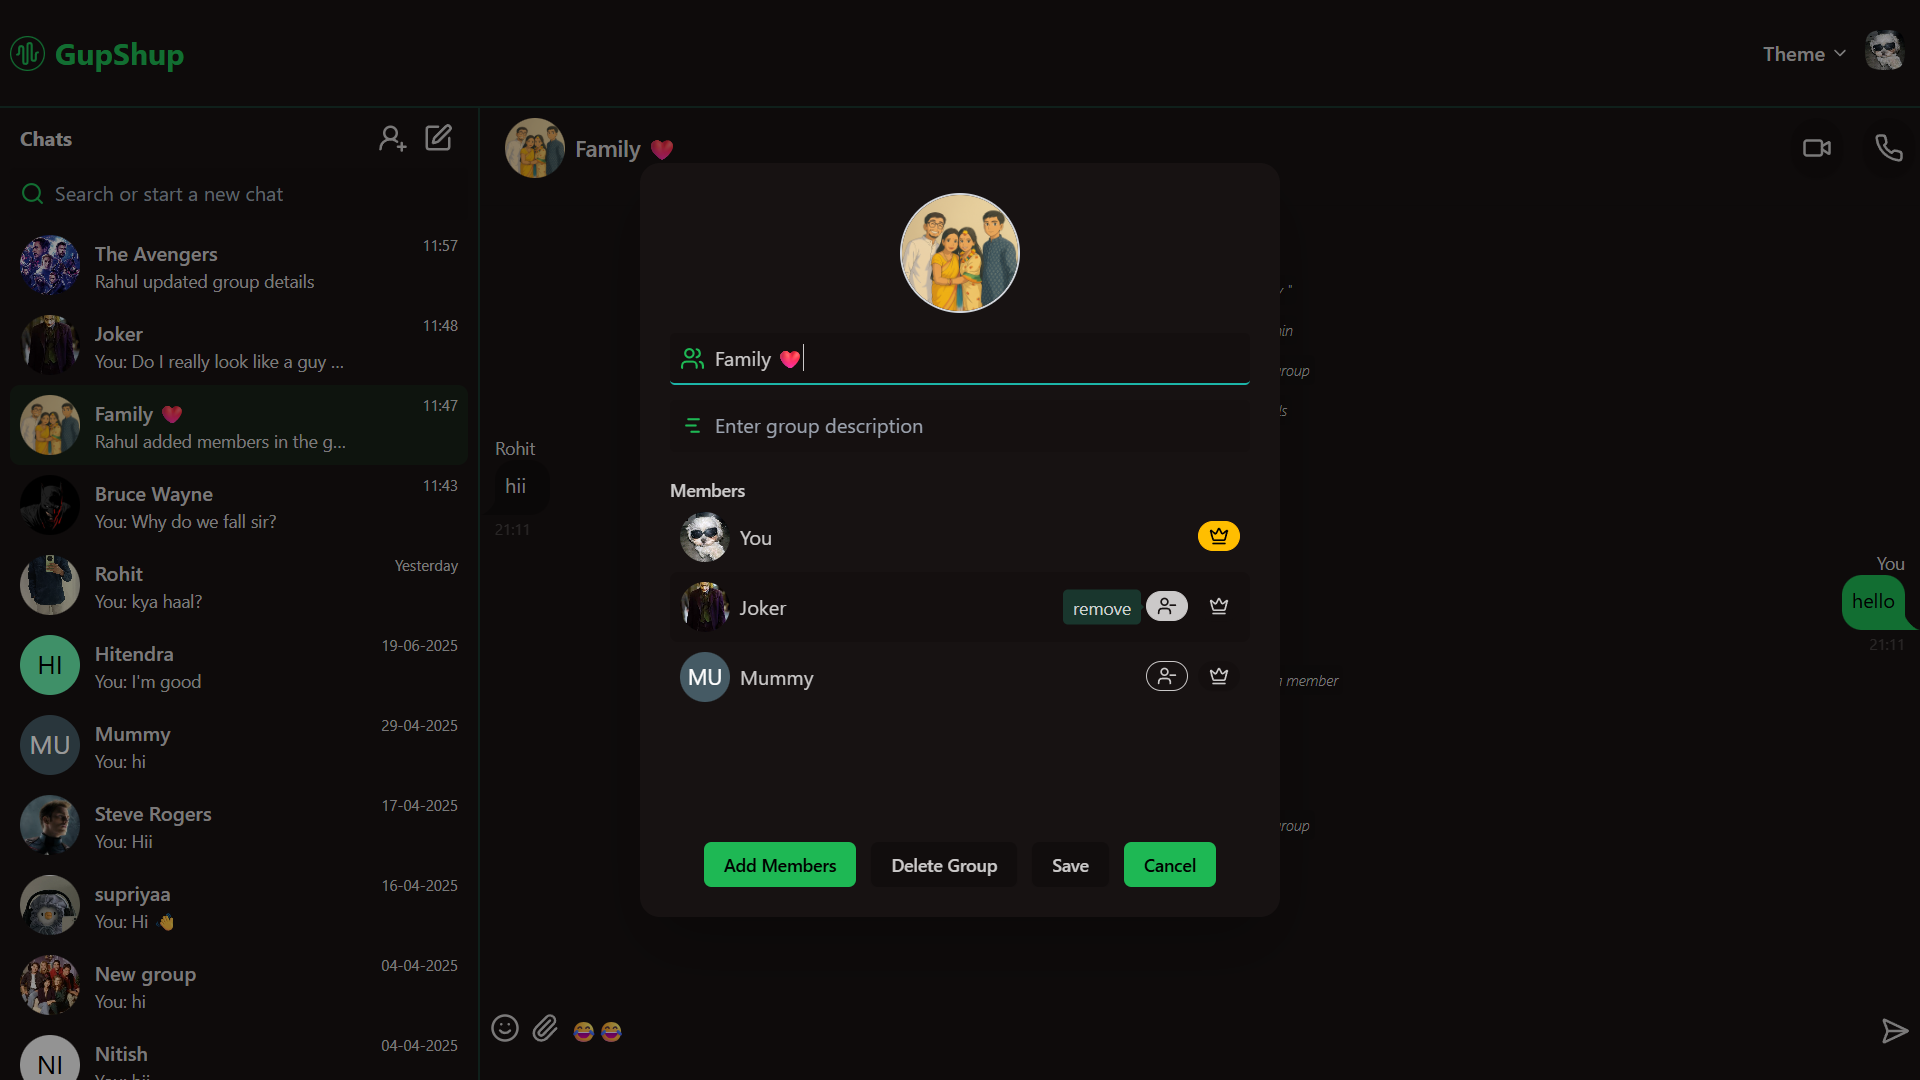 GupShup
Theme
Chats
Search or start a new chat
The Avengers
11:57
Rahul updated group details
Joker
11:48
You: Do I really look like a guy ...
Family ❤️
11:47
Rahul added members in the g...
Bruce Wayne
11:43
You: Why do we fall sir?
Rohit
Yesterday
You: kya haal?
HI
Hitendra
19-06-2025
You: I'm good
MU
Mummy
29-04-2025
You: hi
Steve Rogers
17-04-2025
You: Hii
supriyaa
16-04-2025
You: Hi 👋
New group
04-04-2025
You: hi
NI
Nitish
04-04-2025
Family ❤️
Rohit
hii
21:11
You
hello
21:11
group
member
group
😂😂
Family ❤️
Enter group description
Members
You
Joker
remove
MU
Mummy
Add Members
Delete Group
Save
Cancel